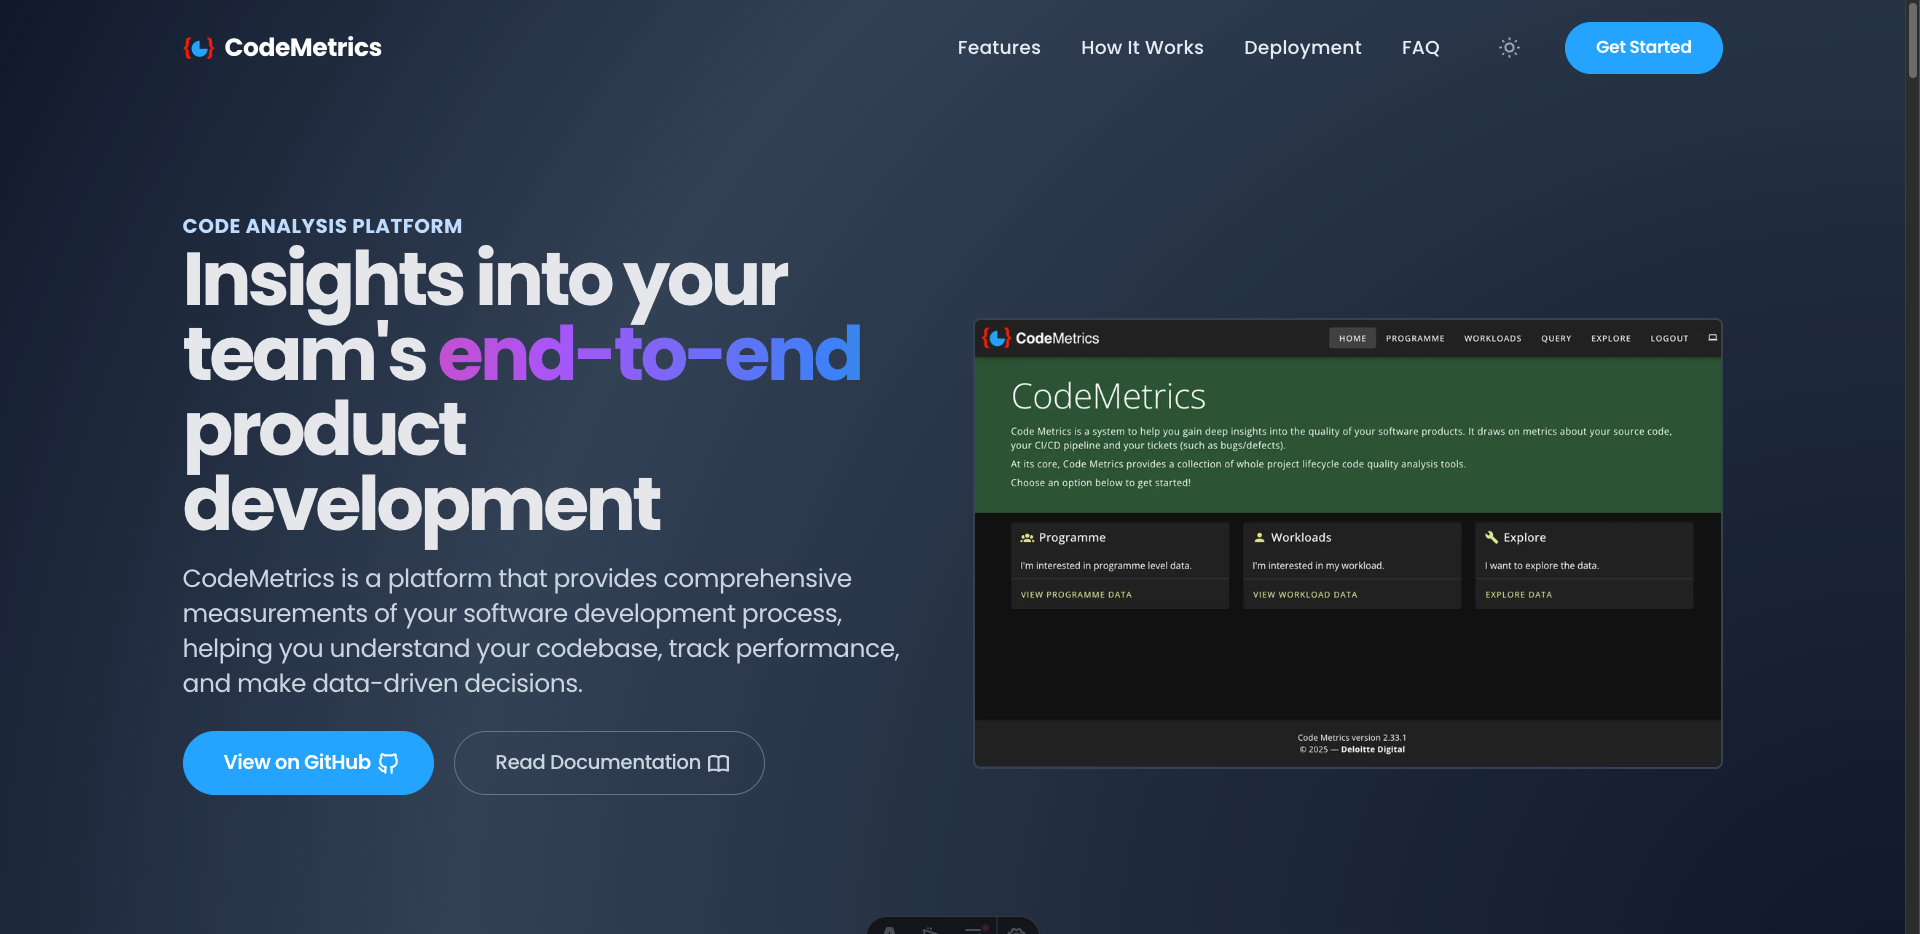 CodeMetrics
Features
How It Works
Deployment
FAQ
Get Started
CODE ANALYSIS PLATFORM
Insights into your
team's end-to-end
product
development
CodeMetrics is a platform that provides comprehensive
measurements of your software development process,
helping you understand your codebase, track performance,
and make data-driven decisions.
View on GitHub
Read Documentation
CodeMetrics
HOME
PROGRAMME
WORKLOADS
QUERY
EXPLORE
LOGOUT
CodeMetrics
Code Metrics is a system to help you gain deep insights into the quality of your software products. It draws on metrics about your source code,
your CI/CD pipeline and your tickets (such as bugs/defects).
At its core, Code Metrics provides a collection of whole project lifecycle code quality analysis tools.
Choose an option below to get started!
Programme
I'm interested in programme level data.
VIEW PROGRAMME DATA
Workloads
I'm interested in my workload.
VIEW WORKLOAD DATA
Explore
I want to explore the data.
EXPLORE DATA
Code Metrics version 2.33.1
© 2025 — Deloitte Digital